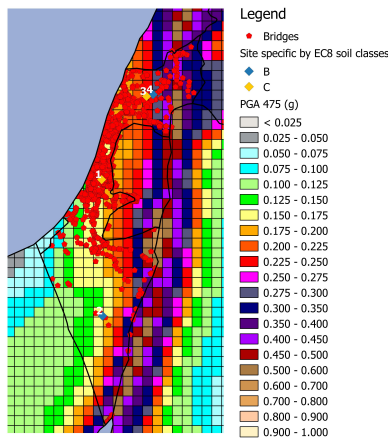 Legend
Bridges
Site specific by EC8 soil classes
B
C
PGA 475 (g)
< 0.025
0.025 - 0.050
0.050 - 0.075
0.075 - 0.100
0.100 - 0.125
0.125 - 0.150
0.150 - 0.175
0.175 - 0.200
0.200 - 0.225
0.225 - 0.250
0.250 - 0.275
0.275 - 0.300
0.300 - 0.350
0.350 - 0.400
0.400 - 0.450
0.450 - 0.500
0.500 - 0.600
0.600 - 0.700
0.700 - 0.800
0.800 - 0.900
0.900 - 1.000
34